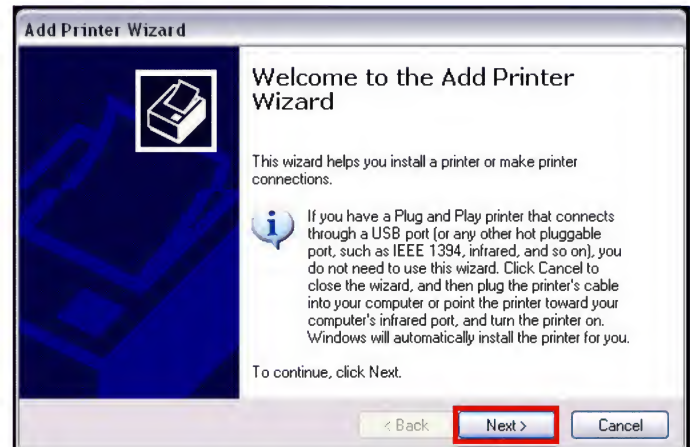 Add Printer Wizard
Welcome to the Add Printer
Wizard
This wizard helps you install a printer or make printer
connections.
i
If you have a Plug and Play printer that connects
through a USB port (or any other hot pluggable
port, such as IEEE 1394, infrared, and so on), you
do not need to use this wizard. Click Cancel to
close the wizard, and then plug the printer's cable
into your computer or point the printer toward your
computer's infrared port, and turn the printer on.
Windows will automatically install the printer for you.
To continue, click Next.
< Back Next > Cancel